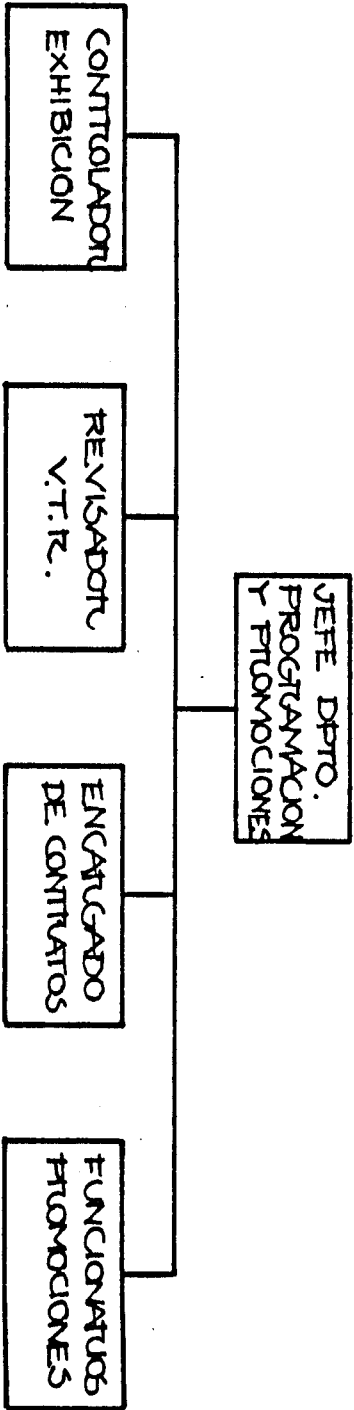 JEFE DPTO.
PROGRAMACION
Y PROMOCIONES
CONTROLADOR
EXHIBICION
REVISADOR
V.T.R.
ENCARGADO
DE CONTRATOS
FUNCIONARIOS
PROMOCIONES